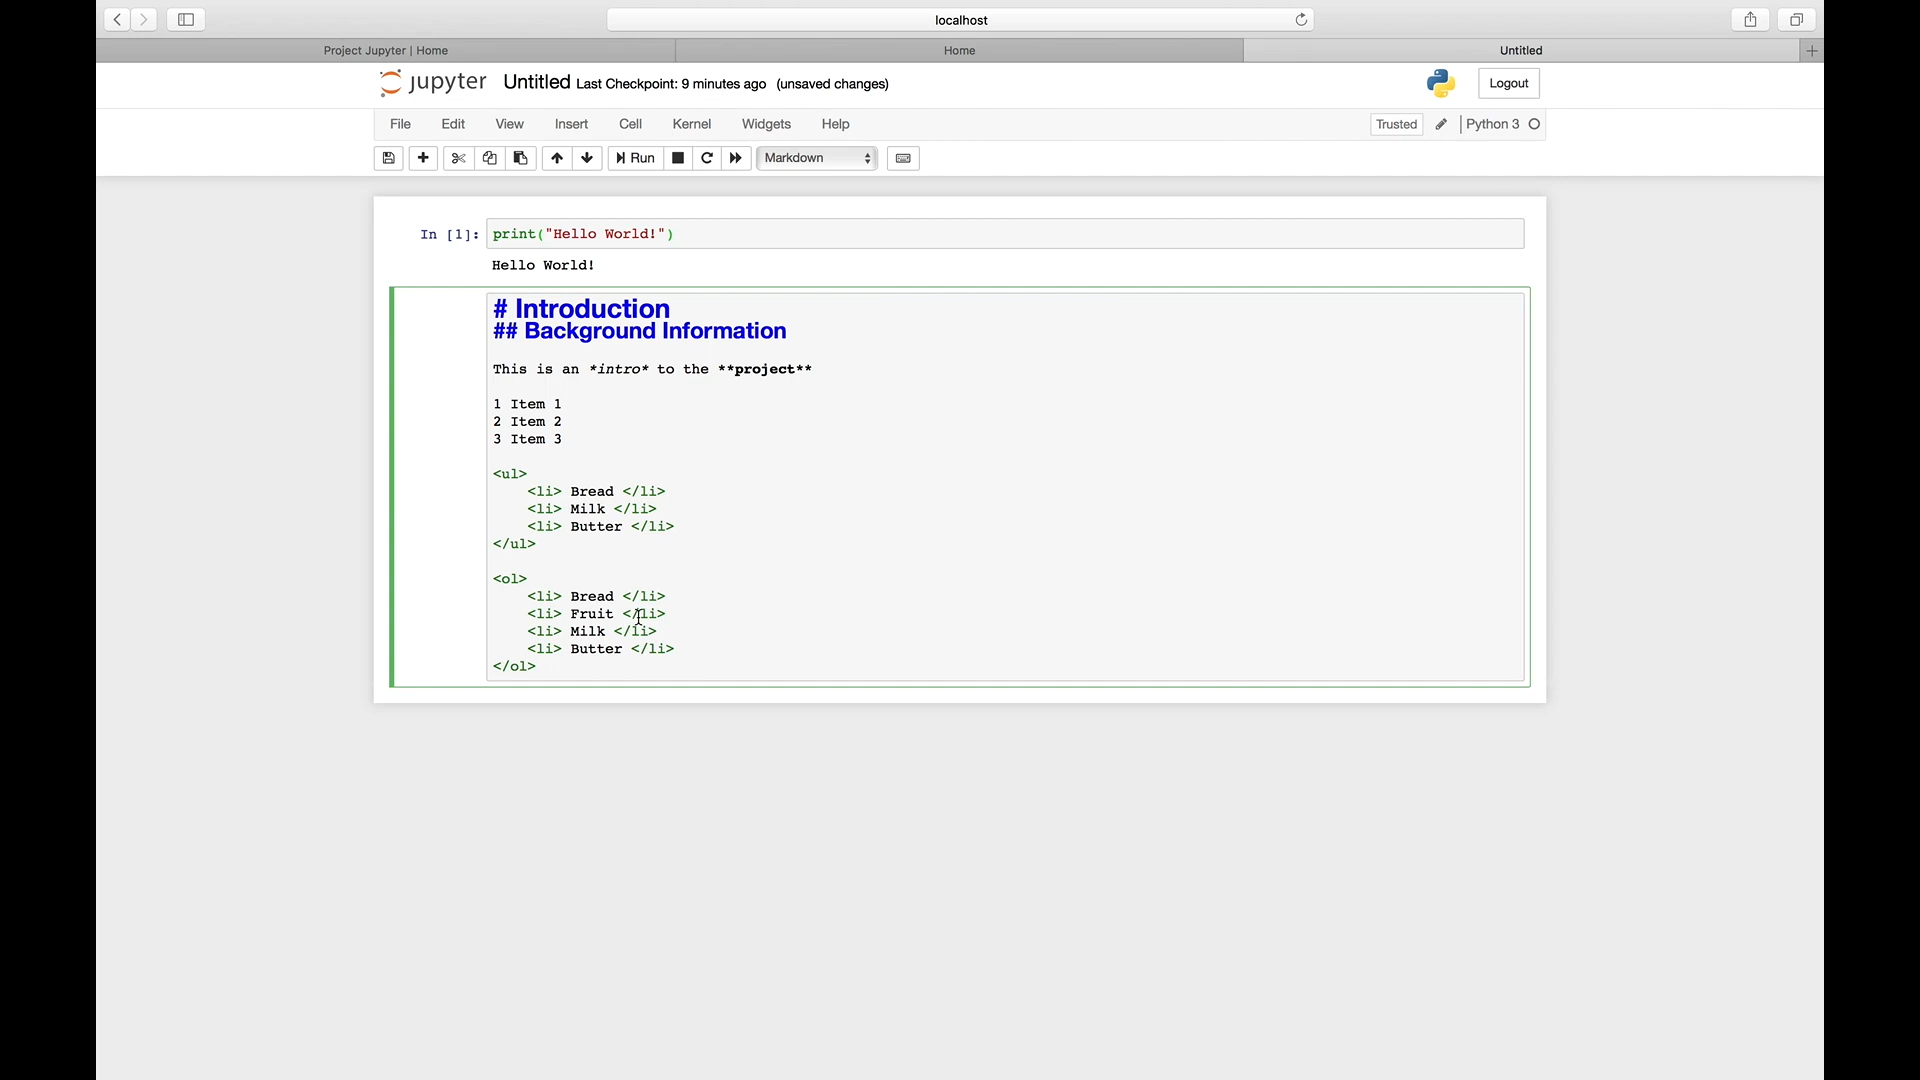 localhost
Project Jupyter | Home
Home
Untitled
jupyter Untitled Last Checkpoint: 9 minutes ago (unsaved changes)
Logout
File Edit View Insert Cell Kernel Widgets Help
Trusted Python 3
Run Markdown
In [1]: print("Hello World!")
Hello World!
# Introduction
## Background Information
This is an *intro* to the **project**
1 Item 1
2 Item 2
3 Item 3
<ul>
<li> Bread </li>
<li> Milk </li>
<li> Butter </li>
</ul>
<ol>
<li> Bread </li>
<li> Fruit </li>
<li> Milk </li>
<li> Butter </li>
</ol>